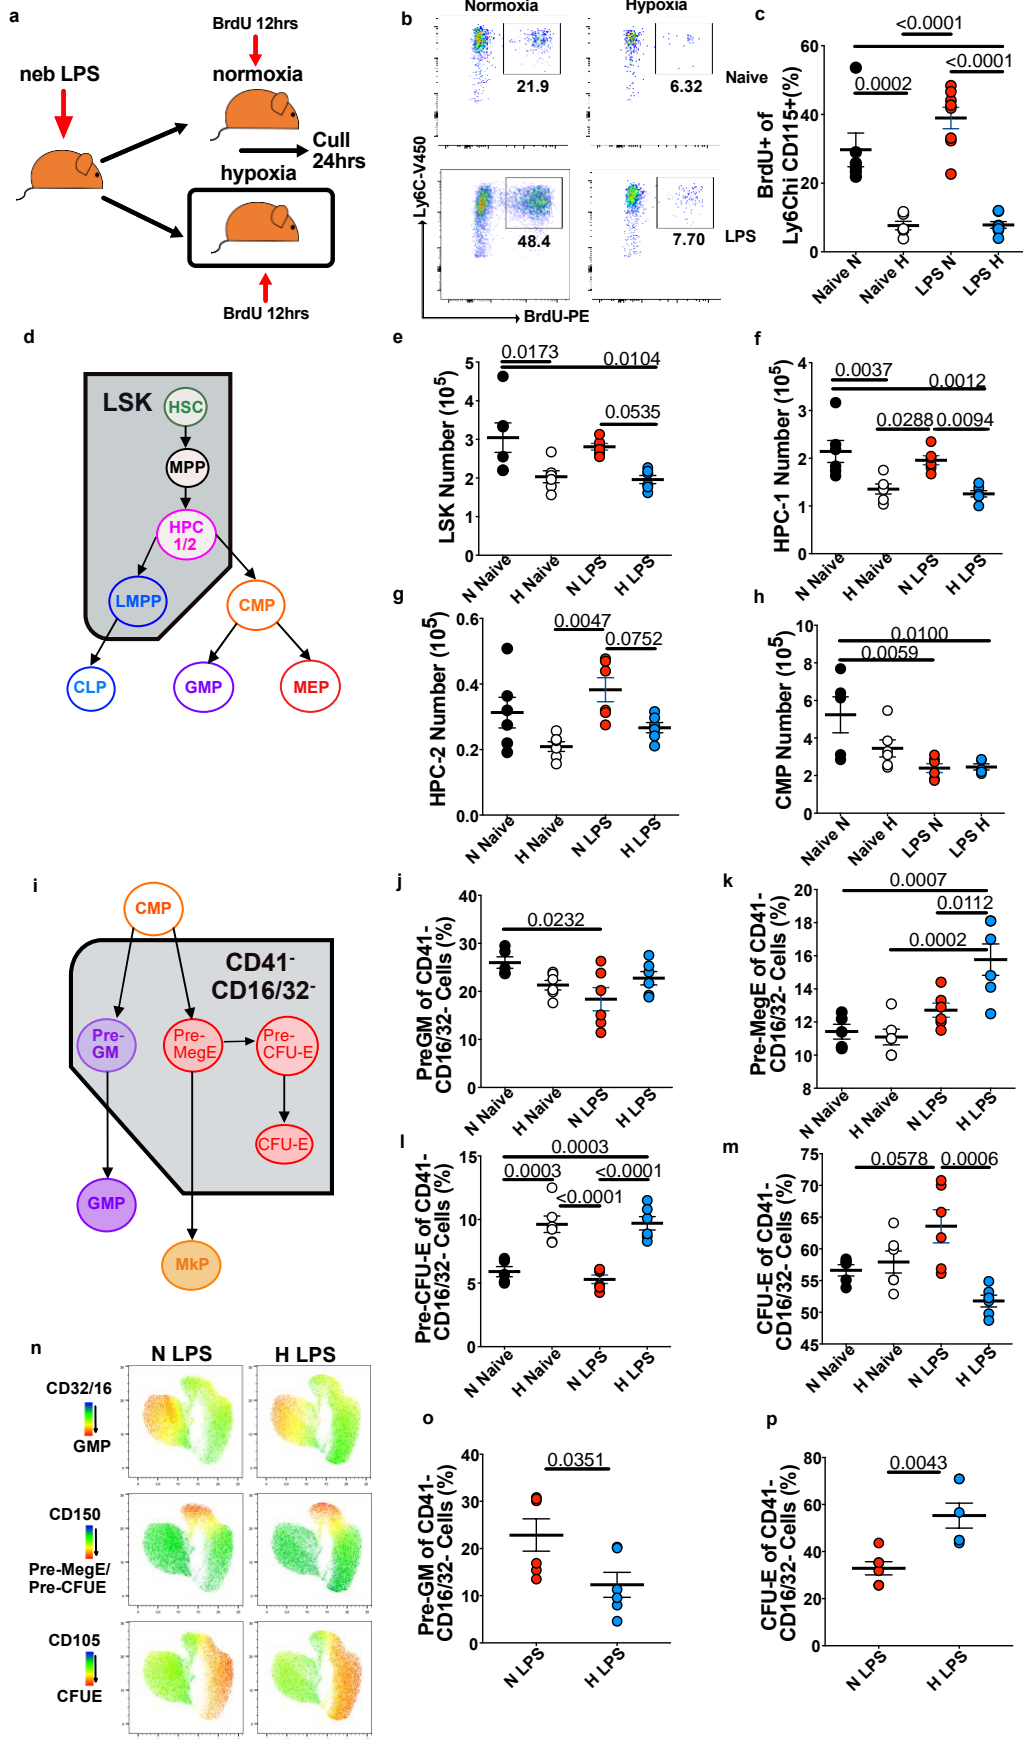 a
BrdU 12hrs
neb LPS
normoxia
Cull
24hrs
hypoxia
BrdU 12hrs
b
Normoxia
Hypoxia
21.9
6.32
Naive
48.4
7.70
LPS
Ly6C-V450
BrdU-PE
c
<0.0001
<0.0001
0.0002
BrdU+ of
Ly6Chi CD115+(%)
60
40
20
0
Naive N
Naive H
LPS N
LPS H
d
LSK
HSC
MPP
HPC
1/2
LMPP
CMP
CLP
GMP
MEP
e
0.0173
0.0104
0.0535
LSK Number (10⁵)
5
4
3
2
1
0
N Naive
H Naive
N LPS
H LPS
f
0.0037
0.0012
0.0288
0.0094
HPC-1 Number (10⁵)
4
3
2
1
0
N Naive
H Naive
N LPS
H LPS
g
0.0047
0.0752
HPC-2 Number (10⁵)
0.6
0.4
0.2
0.0
N Naive
H Naive
N LPS
H LPS
h
0.0100
0.0059
CMP Number (10⁵)
10
8
6
4
2
0
Naive N
Naive H
LPS N
LPS H
i
CMP
CD41⁻
CD16/32⁻
Pre-
GM
Pre-
MegE
Pre-
CFU-E
CFU-E
GMP
MkP
j
0.0232
PreGM of CD41-
CD16/32- Cells (%)
40
30
20
10
0
N Naive
H Naive
N LPS
H LPS
k
0.0007
0.0112
0.0002
Pre-MegE of CD41-
CD16/32- Cells (%)
20
18
16
14
12
10
8
N Naive
H Naive
N LPS
H LPS
l
0.0003
0.0003
<0.0001
<0.0001
Pre-CFU-E of CD41-
CD16/32- Cells (%)
15
10
5
0
N Naive
H Naive
N LPS
H LPS
m
0.0578
0.0006
CFU-E of CD41-
CD16/32- Cells (%)
75
70
65
60
55
50
45
N Naive
H Naive
N LPS
H LPS
n
N LPS
H LPS
CD32/16
GMP
CD150
Pre-MegE/
Pre-CFUE
CD105
CFUE
o
0.0351
Pre-GM of CD41-
CD16/32- Cells (%)
40
30
20
10
0
N LPS
H LPS
p
0.0043
CFU-E of CD41-
CD16/32- Cells (%)
80
60
40
20
0
N LPS
H LPS